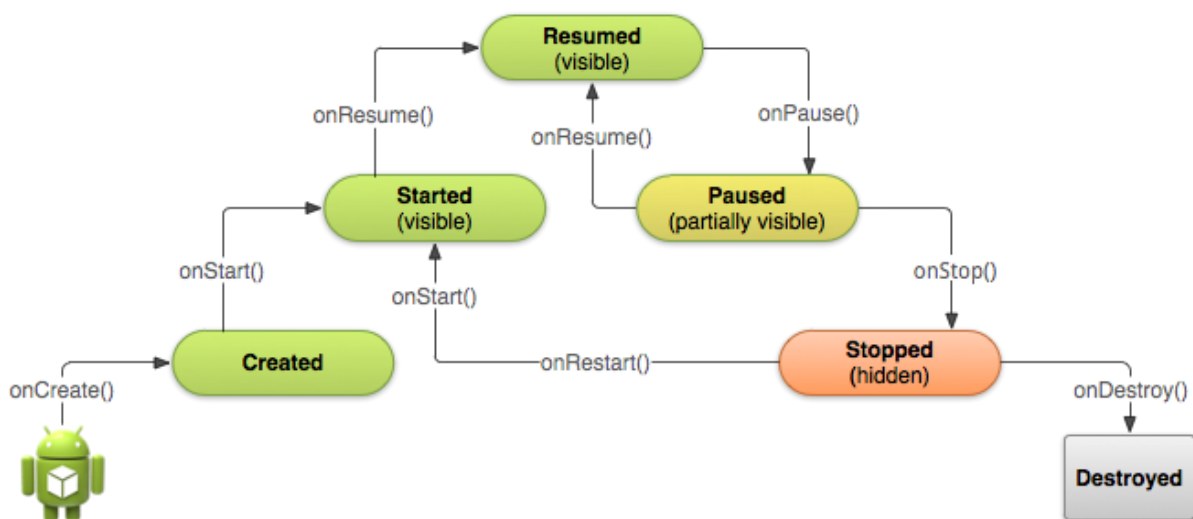 Resumed
(visible)
onResume()
onResume()
onPause()
Started
(visible)
Paused
(partially visible)
onStart()
onStart()
onStop()
Created
onRestart()
Stopped
(hidden)
onCreate()
onDestroy()
Destroyed